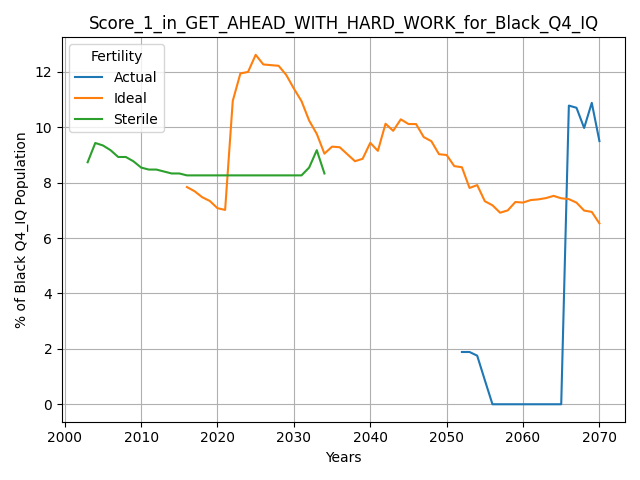 Score_1_in_GET_AHEAD_WITH_HARD_WORK_for_Black_Q4_IQ
Fertility
Actual
Ideal
Sterile
% of Black Q4_IQ Population
12
10
8
6
4
2
0
2000 2010 2020 2030 2040 2050 2060 2070
Years